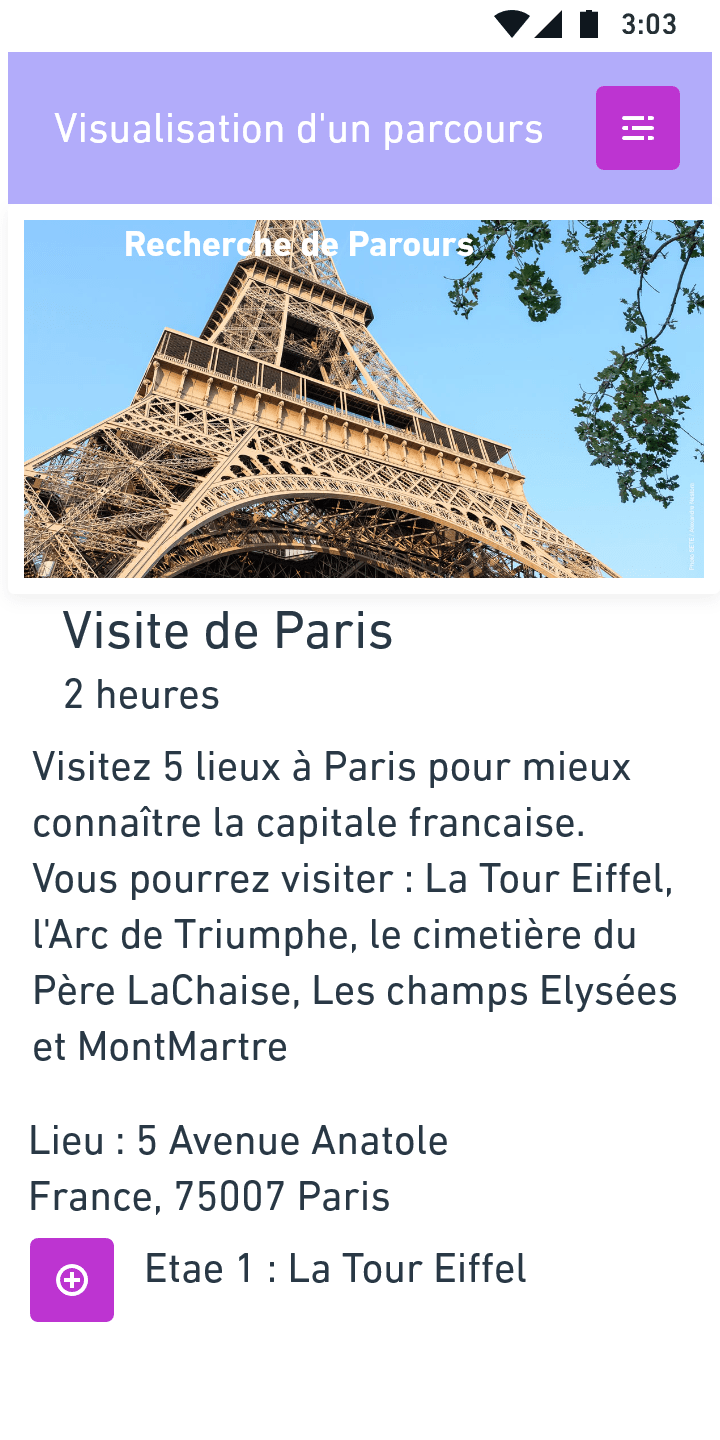 3:03
Visualisation d'un parcours
Recherche de Parours
Visite de Paris
2 heures
Visitez 5 lieux à Paris pour mieux
connaître la capitale francaise.
Vous pourrez visiter : La Tour Eiffel,
l'Arc de Triumphe, le cimetière du
Père LaChaise, Les champs Elysées
et MontMartre
Lieu : 5 Avenue Anatole
France, 75007 Paris
Etae 1 : La Tour Eiffel